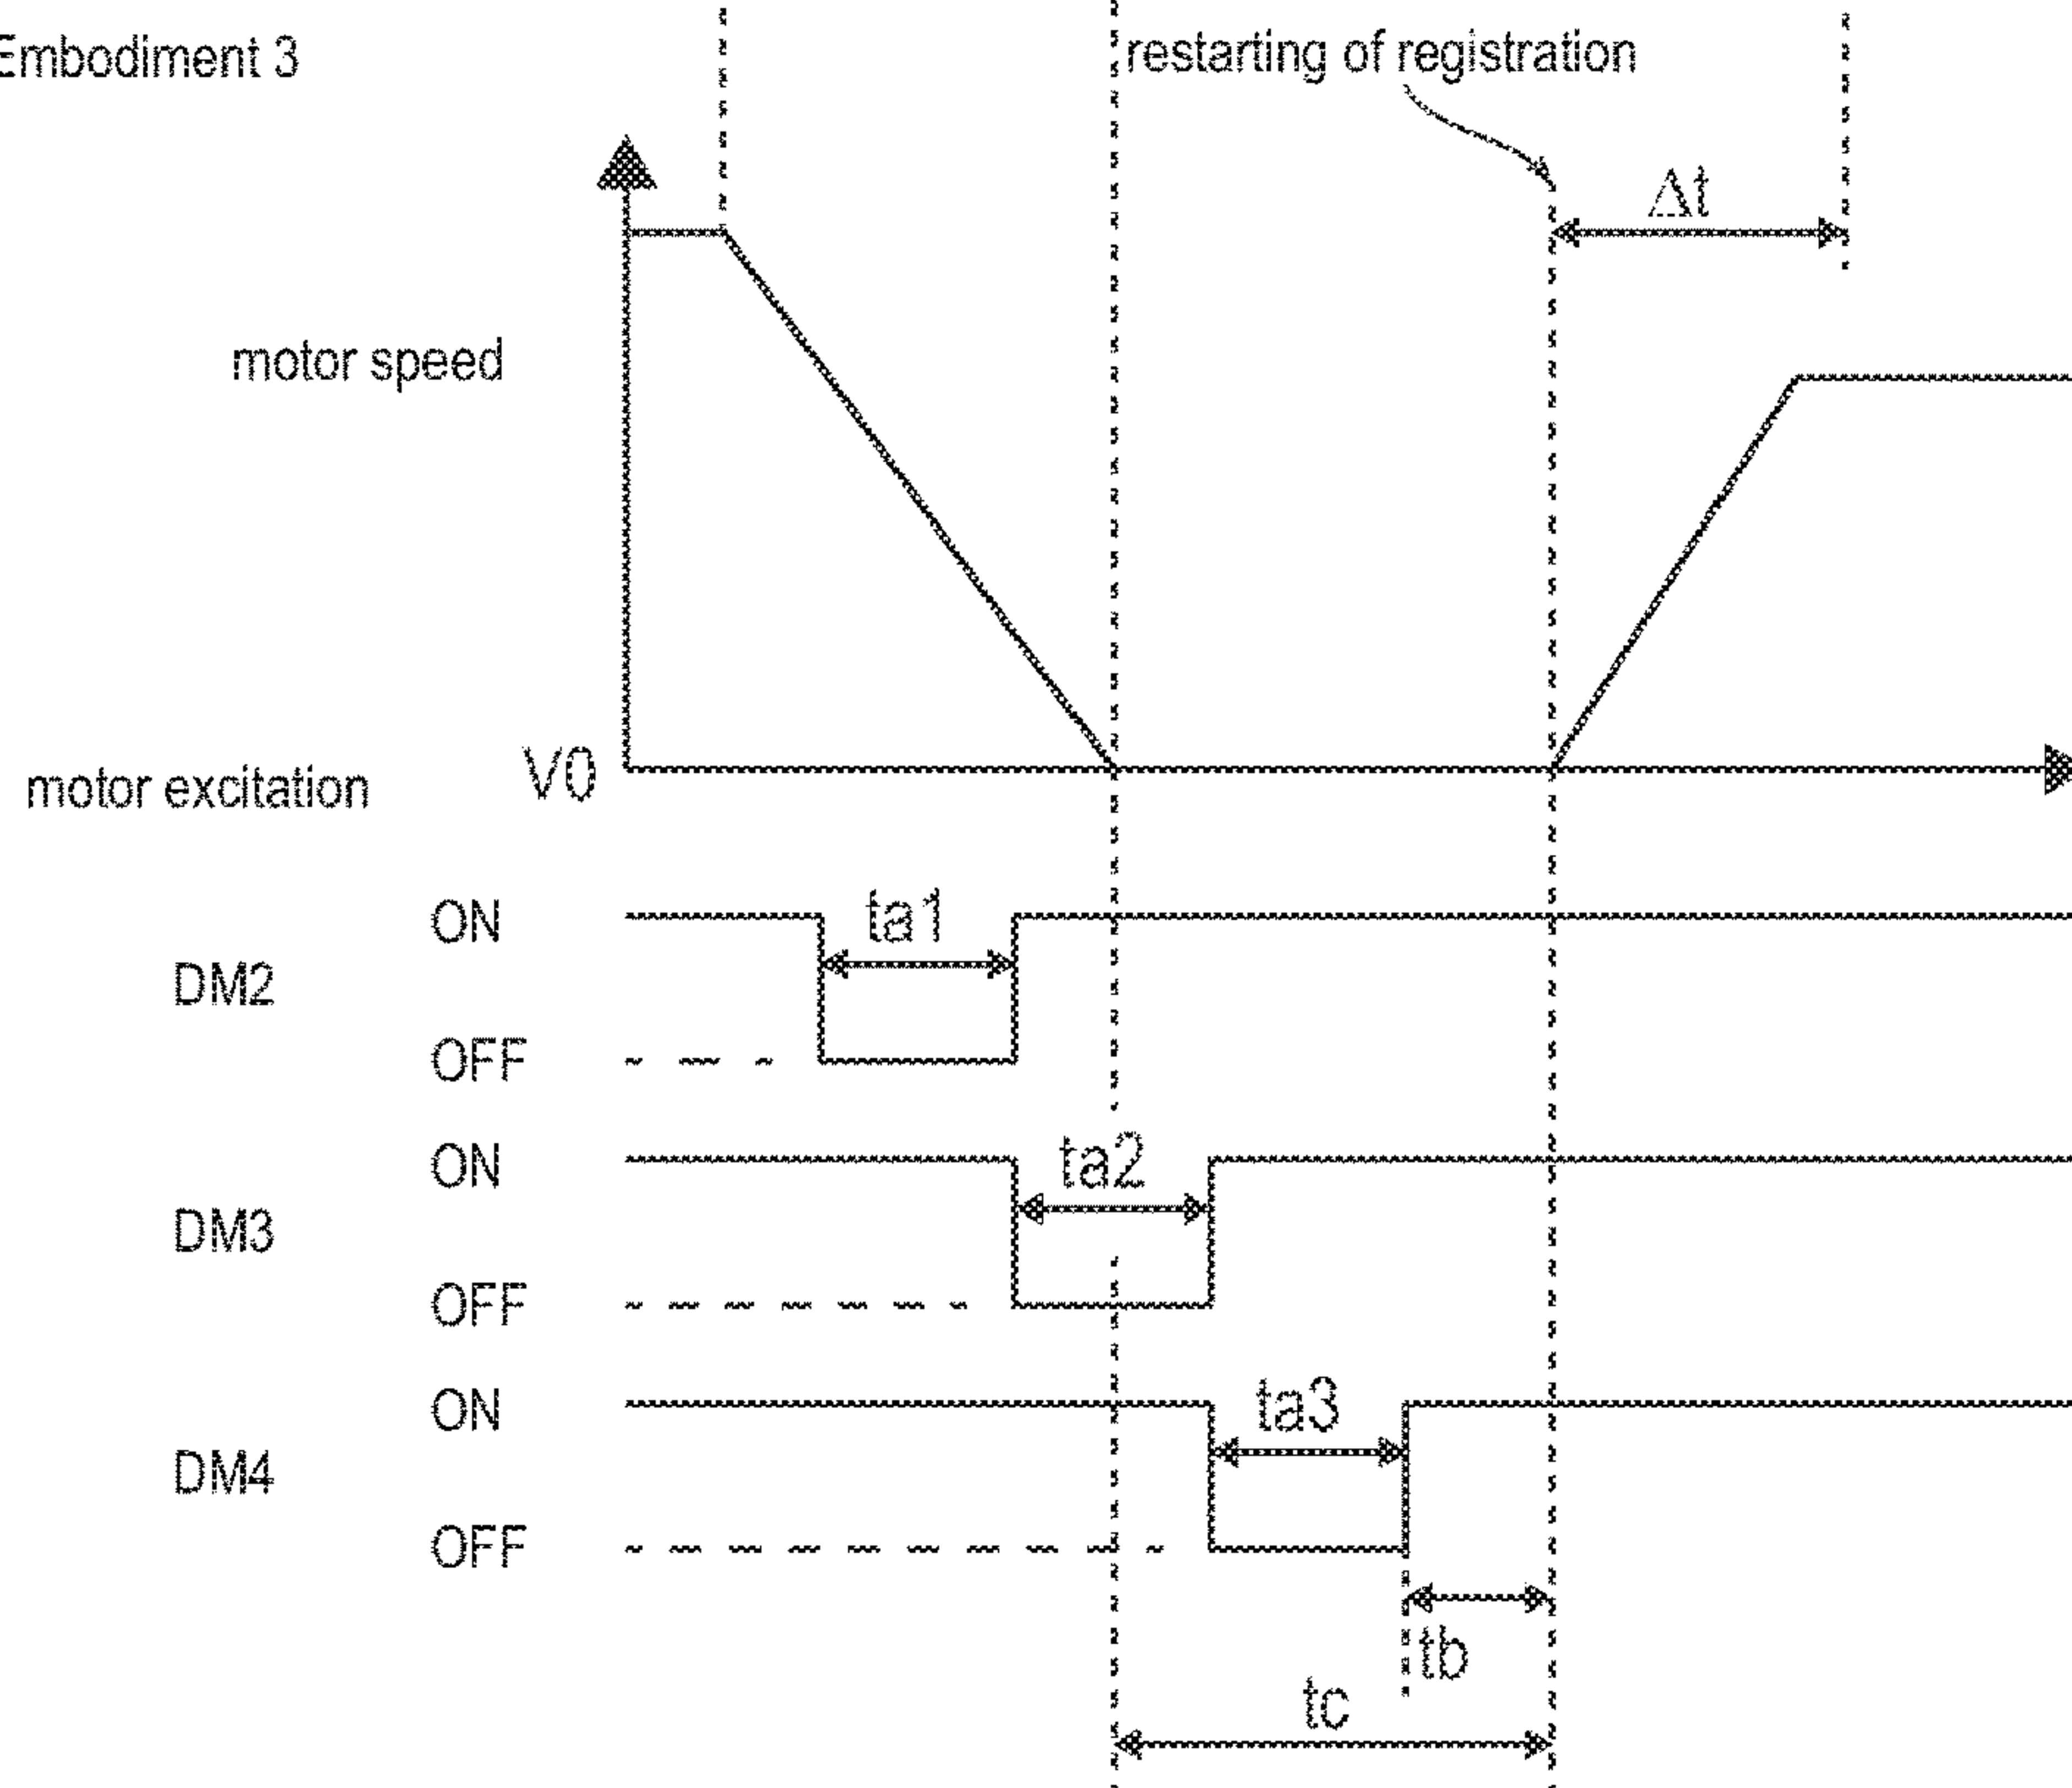 Embodiment 3
restarting of registration
Δt
motor speed
V0
motor excitation
ON
ta1
DM2
OFF
ON
ta2
DM3
OFF
ON
ta3
DM4
OFF
tb
tc